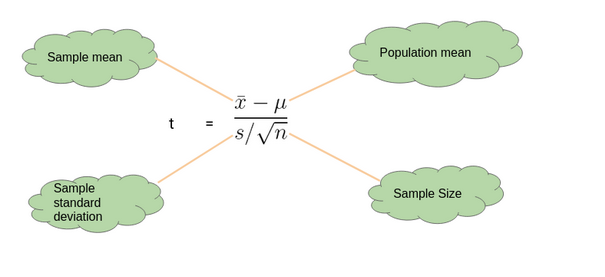 Sample mean
Population mean
t = x̄ − μ
s/√n
Sample
standard
deviation
Sample Size